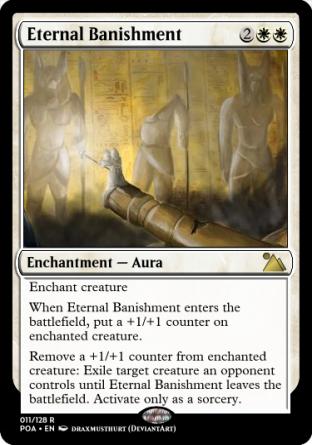 Eternal Banishment 2
Enchantment — Aura
Enchant creature
When Eternal Banishment enters the
battlefield, put a +1/+1 counter on
enchanted creature.
Remove a +1/+1 counter from enchanted
creature: Exile target creature an opponent
controls until Eternal Banishment leaves the
battlefield. Activate only as a sorcery.
011/128 R
POA • EN DRAXMUSTHURT (DEVIANTART)